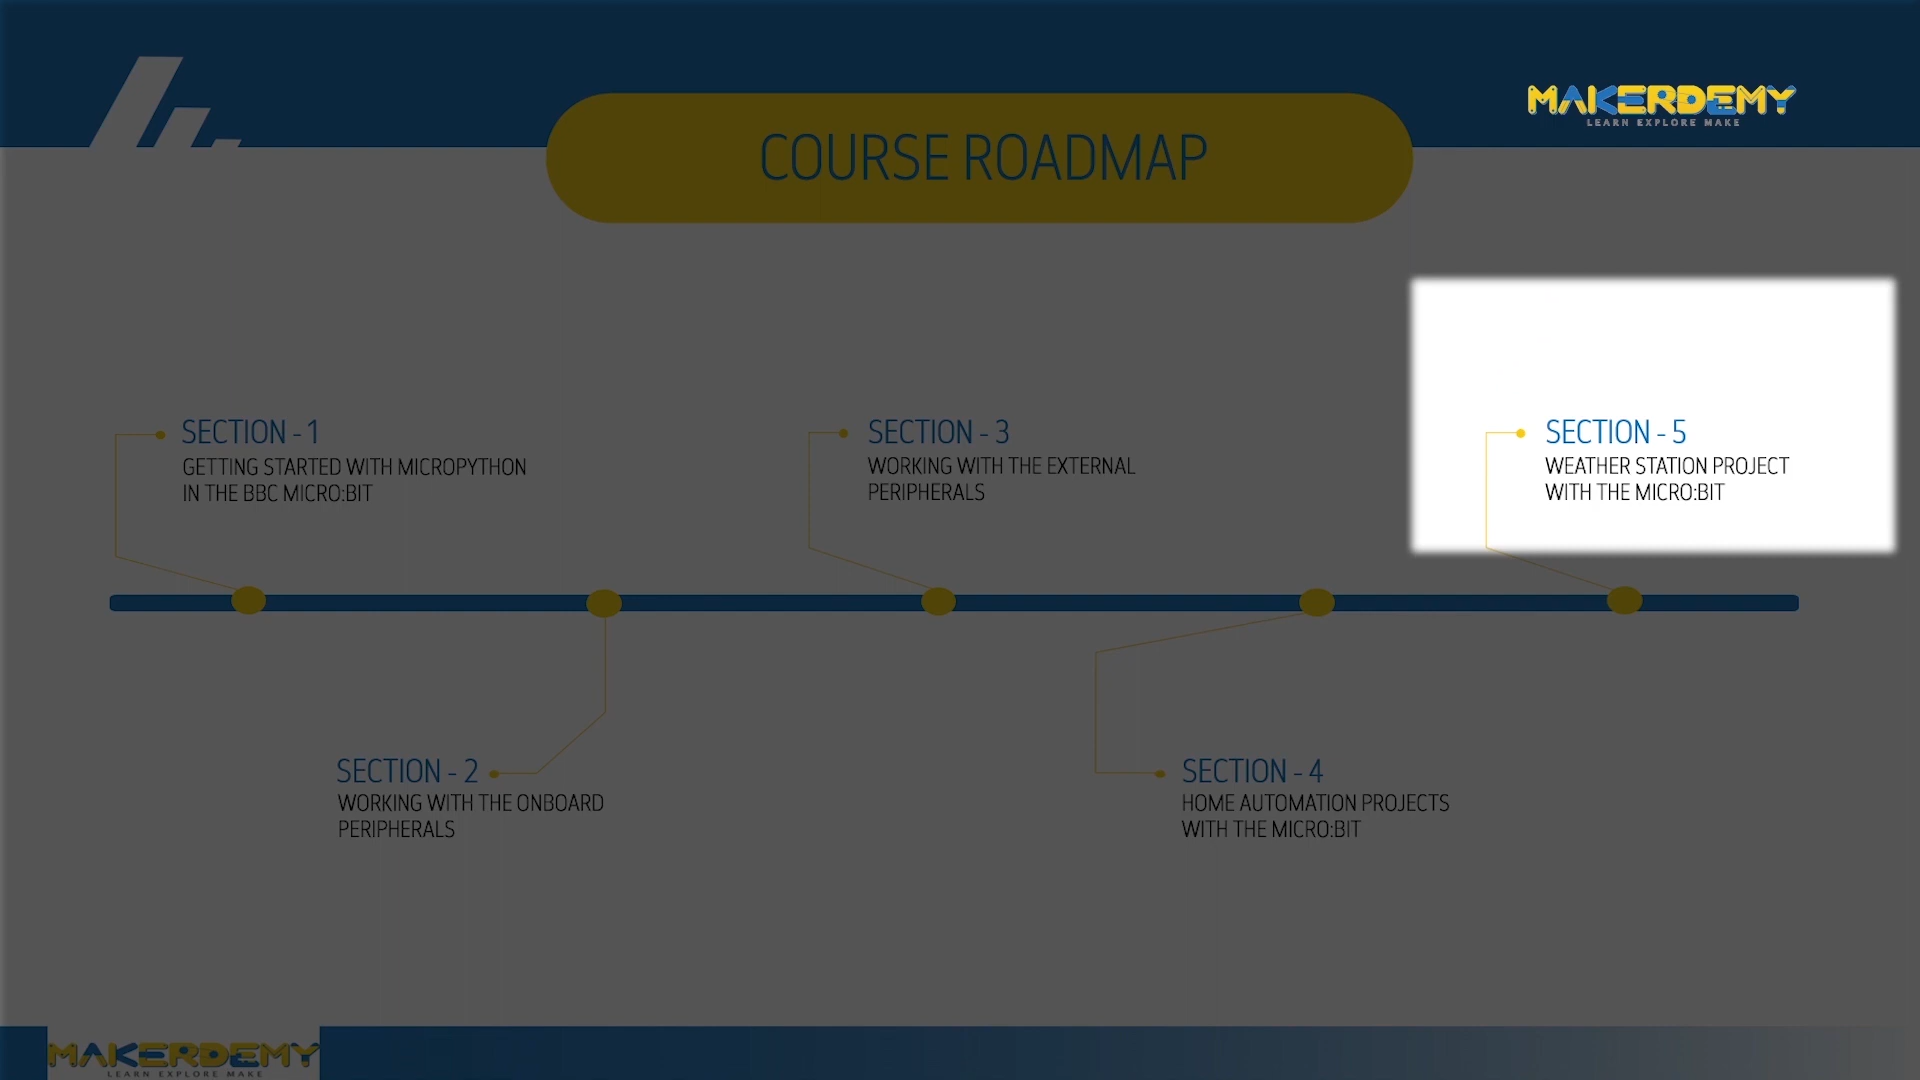 MAKERDEMY
LEARN EXPLORE MAKE
COURSE ROADMAP
SECTION - 1
GETTING STARTED WITH MICROPYTHON
IN THE BBC MICRO:BIT
SECTION - 3
WORKING WITH THE EXTERNAL
PERIPHERALS
SECTION - 5
WEATHER STATION PROJECT
WITH THE MICRO:BIT
SECTION - 2
WORKING WITH THE ONBOARD
PERIPHERALS
SECTION - 4
HOME AUTOMATION PROJECTS
WITH THE MICRO:BIT
MAKERDEMY
LEARN EXPLORE MAKE